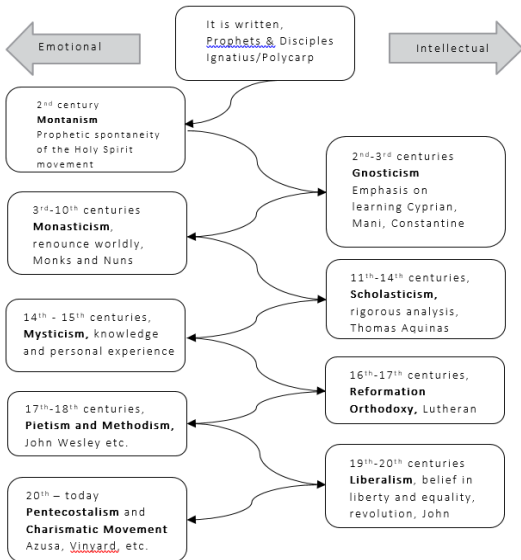 It is written,
Prophets & Disciples
Ignatius/Polycarp
Emotional
Intellectual
2nd century
Montanism
Prophetic spontaneity
of the Holy Spirit
movement
2nd-3rd centuries
Gnosticism
Emphasis on
learning Cyprian,
Mani, Constantine
3rd-10th centuries
Monasticism,
renounce worldly,
Monks and Nuns
11th-14th centuries,
Scholasticism,
rigorous analysis,
Thomas Aquinas
14th - 15th centuries,
Mysticism, knowledge
and personal experience
16th-17th centuries,
Reformation
Orthodoxy, Lutheran
17th-18th centuries,
Pietism and Methodism,
John Wesley etc.
19th-20th centuries
Liberalism, belief in
liberty and equality,
revolution, John
20th – today
Pentecostalism and
Charismatic Movement
Azusa, Vinyard, etc.